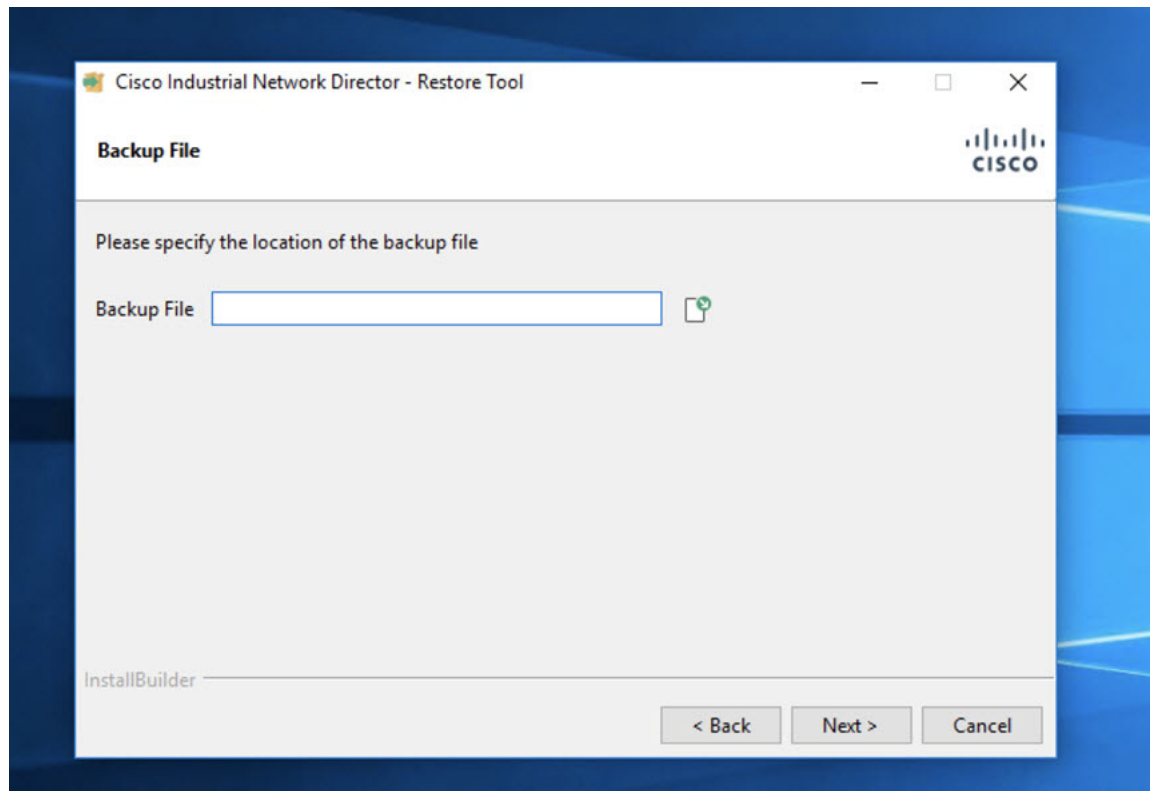 Cisco Industrial Network Director - Restore Tool
Backup File
CISCO
Please specify the location of the backup file
Backup File
InstallBuilder
< Back Next > Cancel